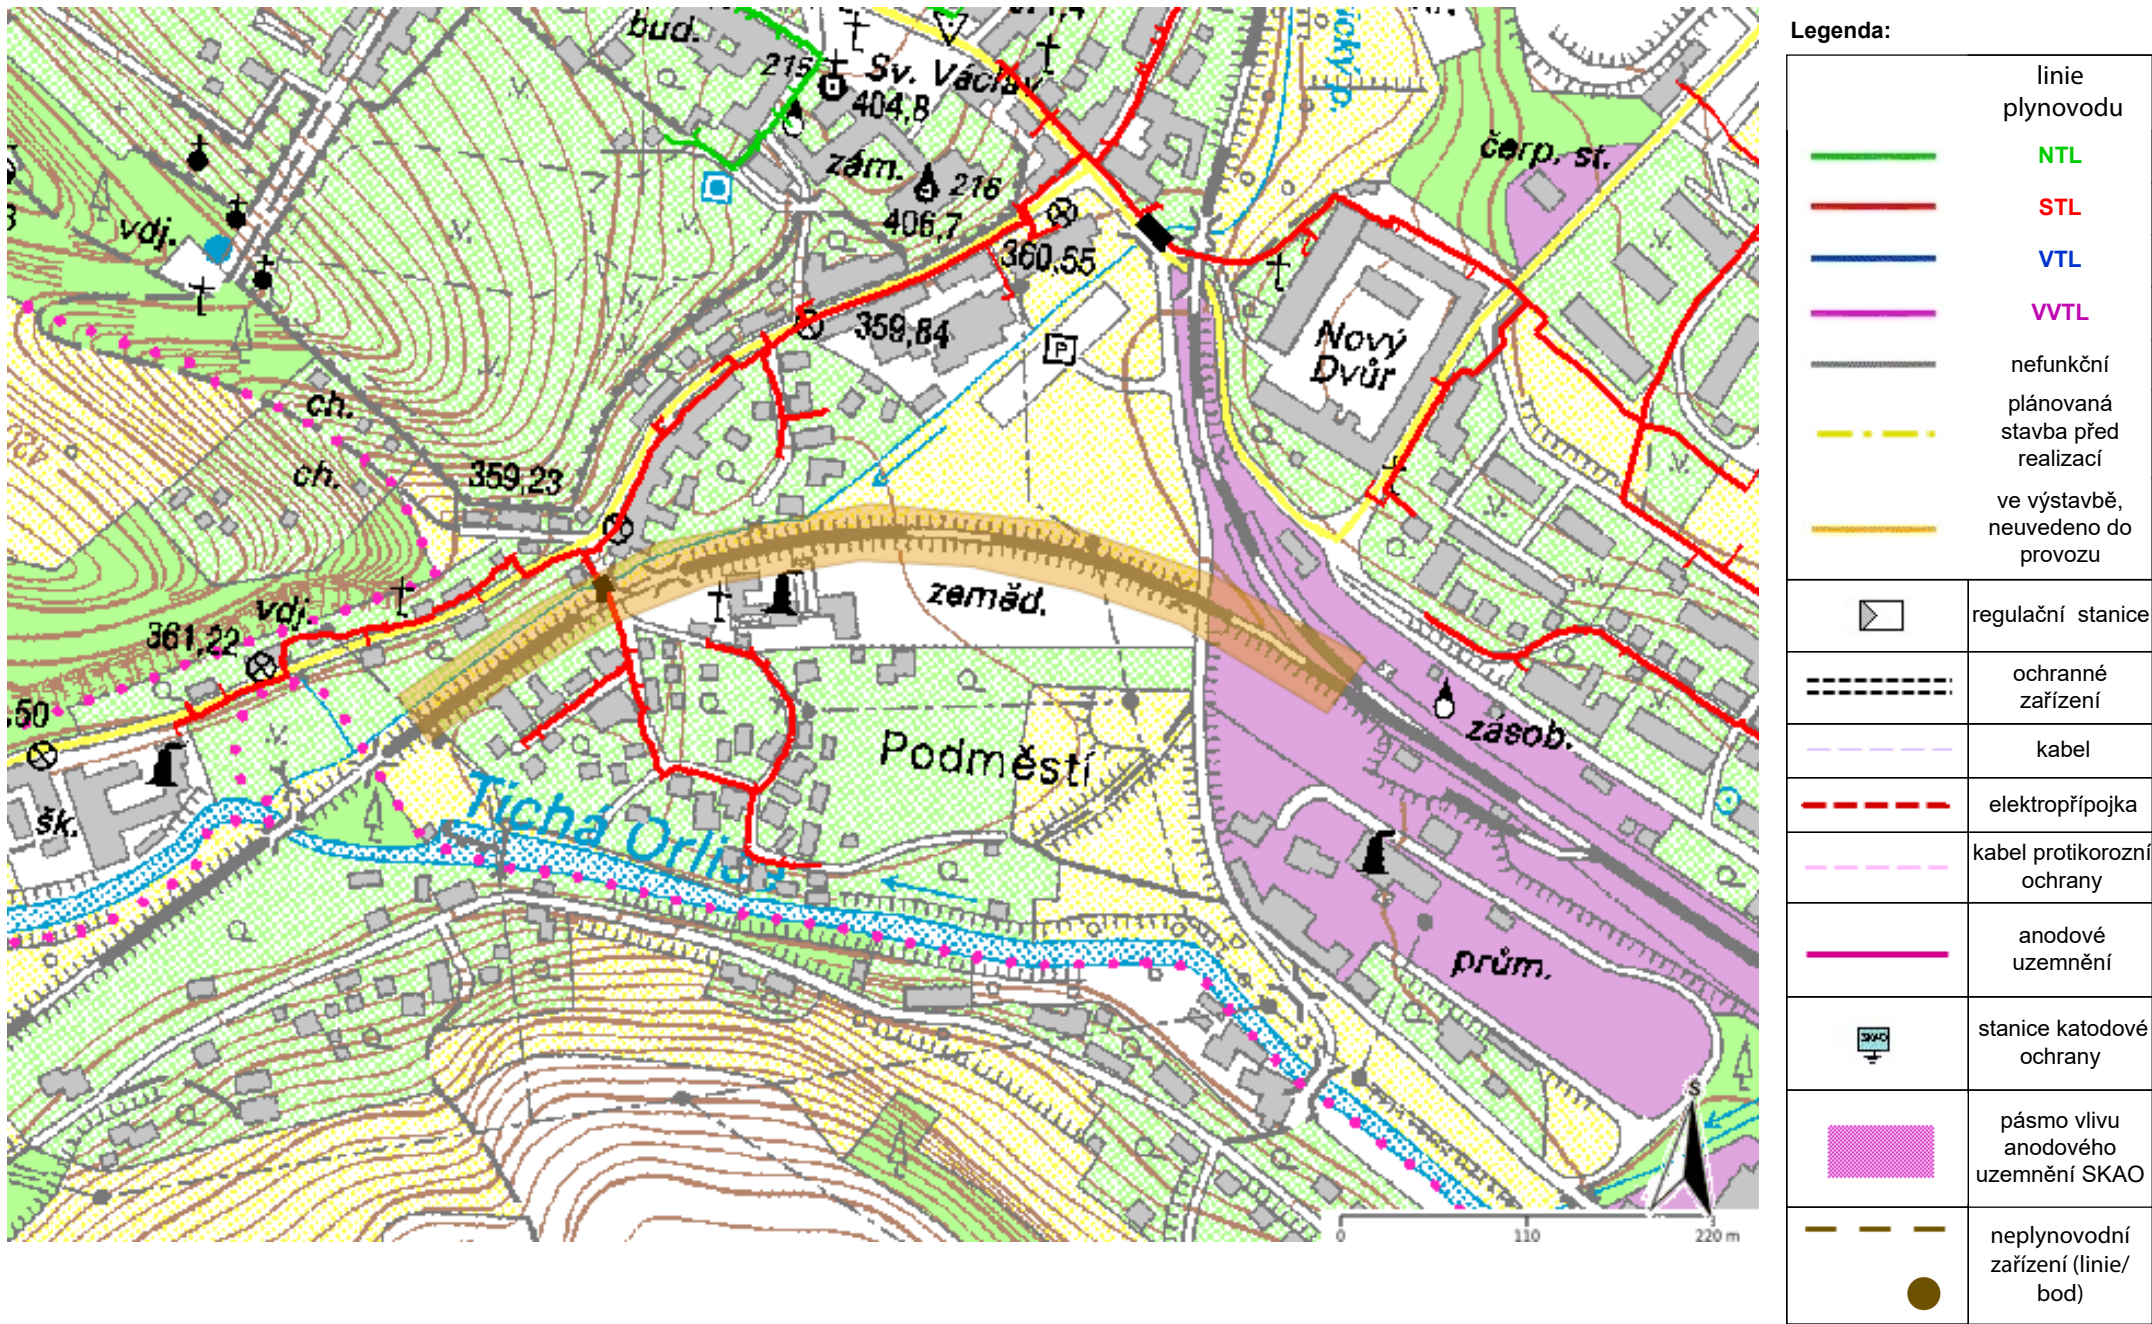 bud.
215
Sv. Václav
404,8
zám.
216
406,7
čerp. st.
vdj.
360,55
359,84
Nový
Dvůr
P
ch.
ch.
359,23
zeměd.
vdj.
361,22
.50
zásob.
Podměstí
Tichá Orlice
šk.
prům.
S
0
110
220 m
Legenda:
linie
plynovodu
NTL
STL
VTL
VVTL
nefunkční
plánovaná
stavba před
realizací
ve výstavbě,
neuvedeno do
provozu
regulační stanice
ochranné
zařízení
kabel
elektropřípojka
kabel protikorozní
ochrany
anodové
uzemnění
SKAO
stanice katodové
ochrany
pásmo vlivu
anodového
uzemnění SKAO
neplynovodní
zařízení (linie/
bod)